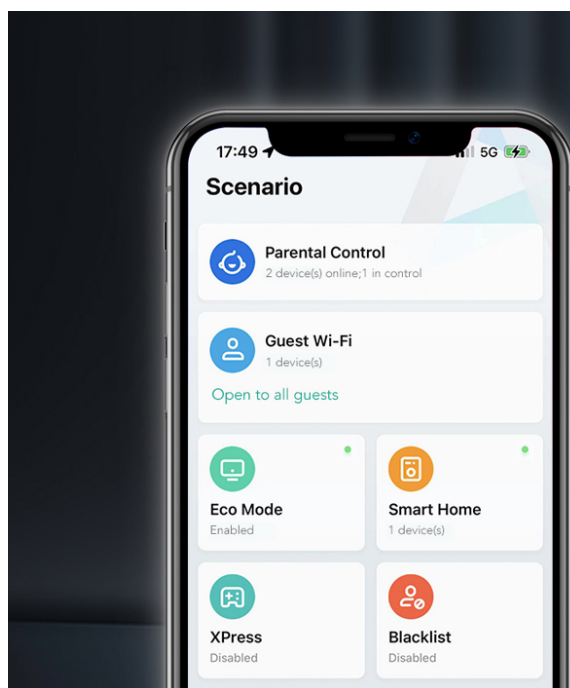 17:49 5G
Scenario
Parental Control
2 device(s) online;1 in control
Guest Wi-Fi
1 device(s)
Open to all guests
Eco Mode
Enabled
Smart Home
1 device(s)
XPress
Disabled
Blacklist
Disabled